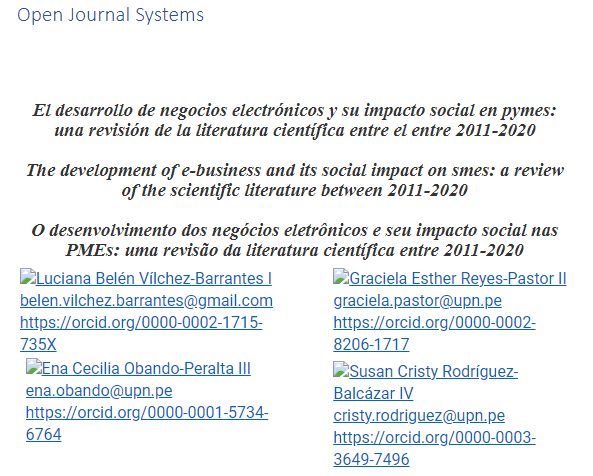 Open Journal Systems
El desarrollo de negocios electrónicos y su impacto social en pymes:
una revisión de la literatura científica entre el entre 2011-2020
The development of e-business and its social impact on smes: a review
of the scientific literature between 2011-2020
O desenvolvimento dos negócios eletrônicos e seu impacto social nas
PMEs: uma revisão da literatura científica entre 2011-2020
Luciana Belén Vílchez-Barrantes I
belen.vilchez.barrantes@gmail.com
https://orcid.org/0000-0002-1715-
735X
Graciela Esther Reyes-Pastor II
graciela.pastor@upn.pe
https://orcid.org/0000-0002-
8206-1717
Ena Cecilia Obando-Peralta III
ena.obando@upn.pe
https://orcid.org/0000-0001-5734-
6764
Susan Cristy Rodríguez-
Balcázar IV
cristy.rodriguez@upn.pe
https://orcid.org/0000-0003-
3649-7496